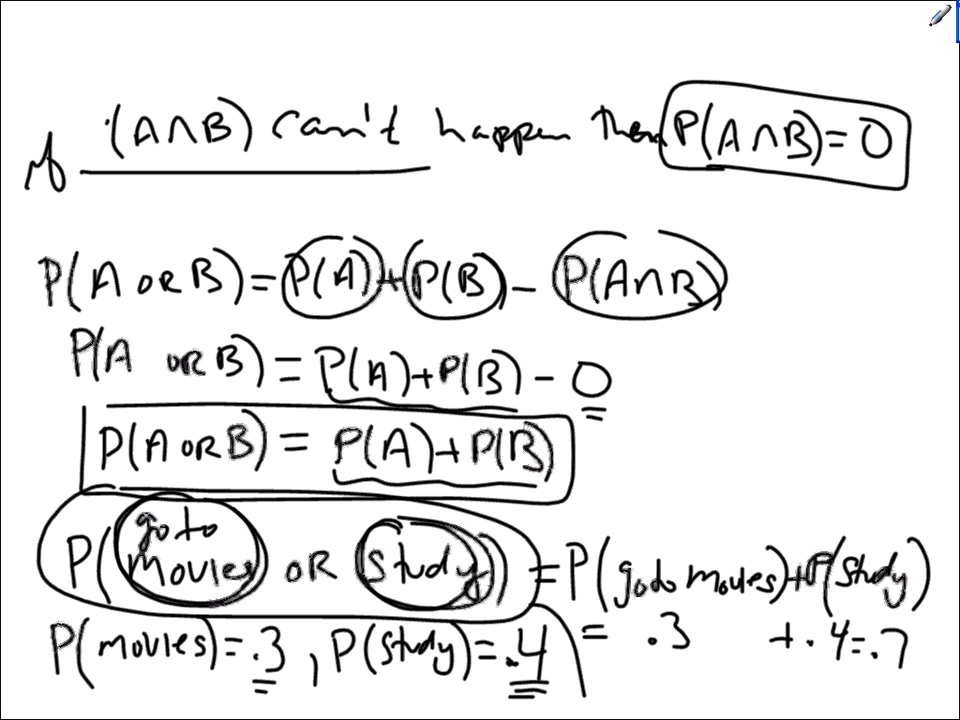 If (A∩B) can't happen then P(A∩B)=0
P(A OR B)=P(A)+P(B)-P(A∩B)
P(A OR B)=P(A)+P(B)-0
P(A OR B)=P(A)+P(B)
P(go to movies OR study)=P(go to movies)+P(study)
P(movies)=.3, P(study)=.4 = .3 +.4=.7